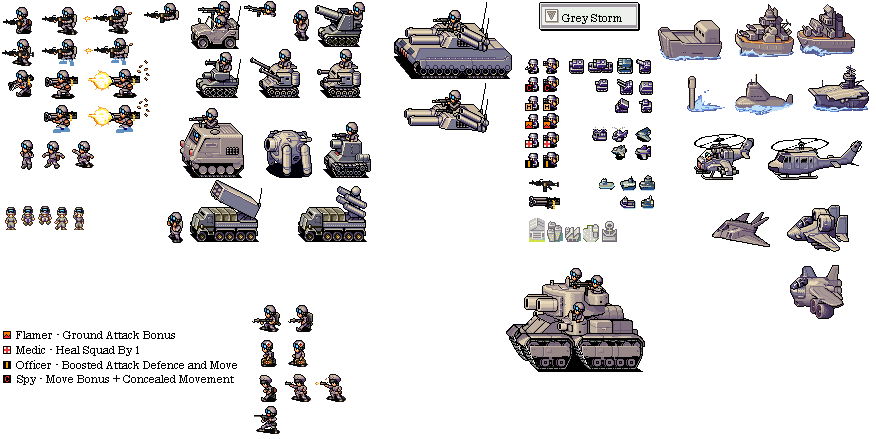 Grey Storm
Flamer - Ground Attack Bonus
Medic - Heal Squad By 1
Officer - Boosted Attack Defence and Move
Spy - Move Bonus + Concealed Movement